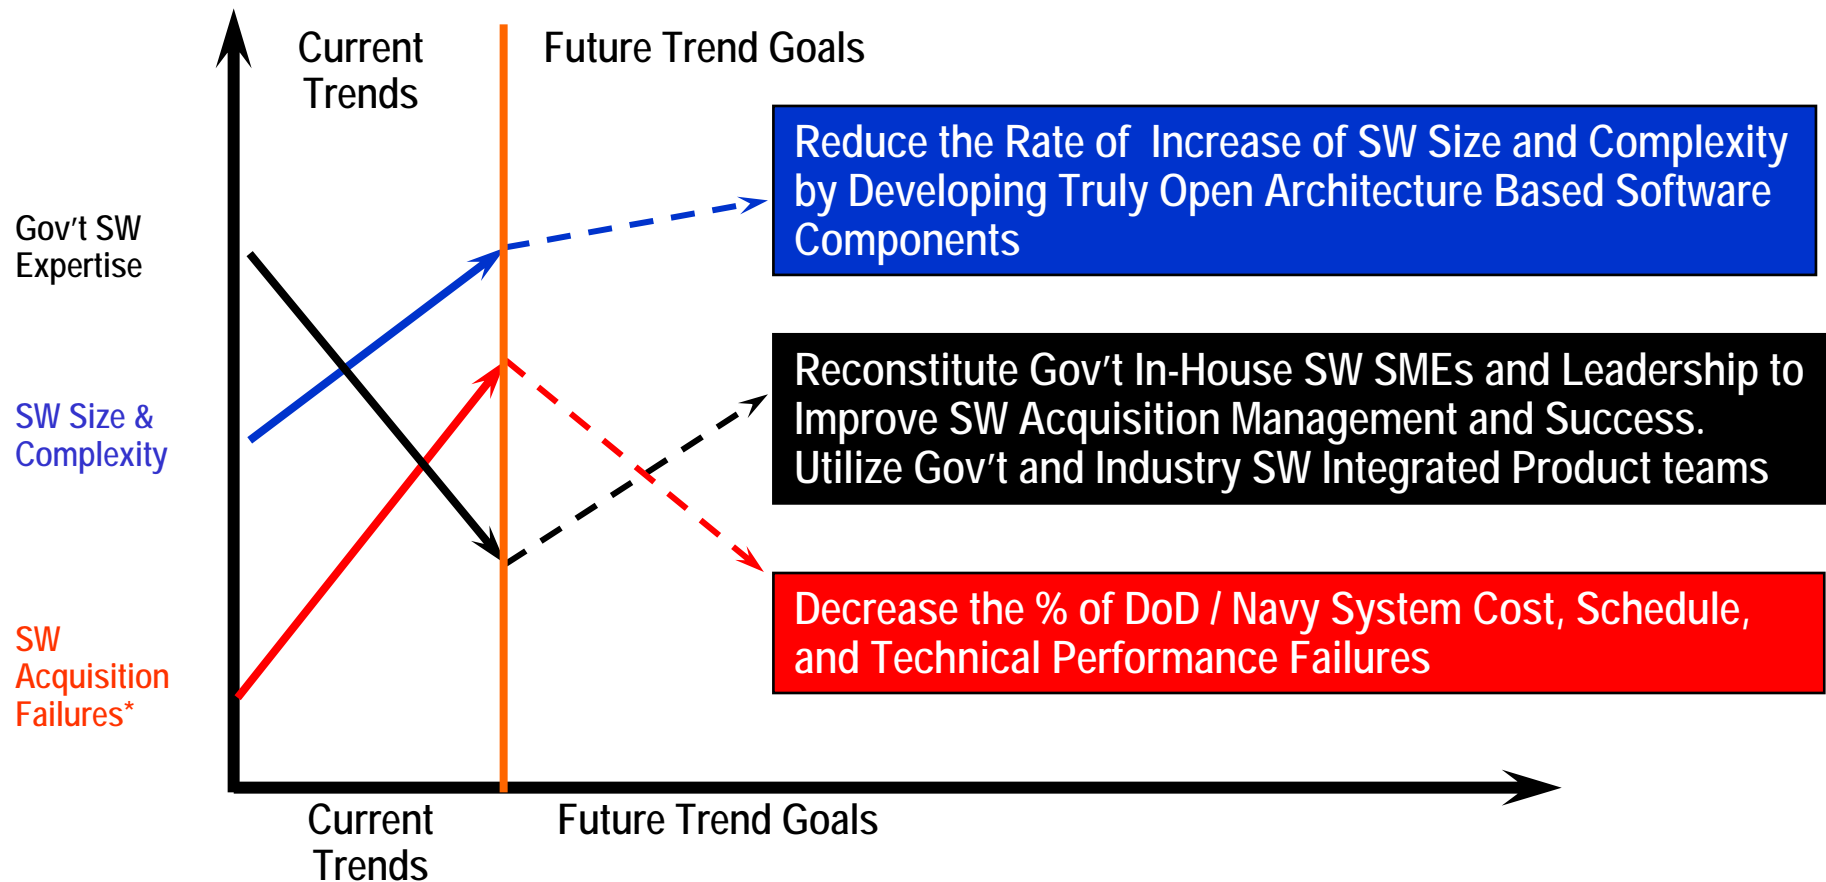 Current
Trends
Future Trend Goals
Reduce the Rate of  Increase of SW Size and Complexity
by Developing Truly Open Architecture Based Software
Components
Gov’t SW
Expertise
Reconstitute Gov’t In-House SW SMEs and Leadership to
Improve SW Acquisition Management and Success.
Utilize Gov’t and Industry SW Integrated Product teams
SW Size &
Complexity
Decrease the % of DoD / Navy System Cost, Schedule,
and Technical Performance Failures
SW
Acquisition
Failures*
Current
Trends
Future Trend Goals